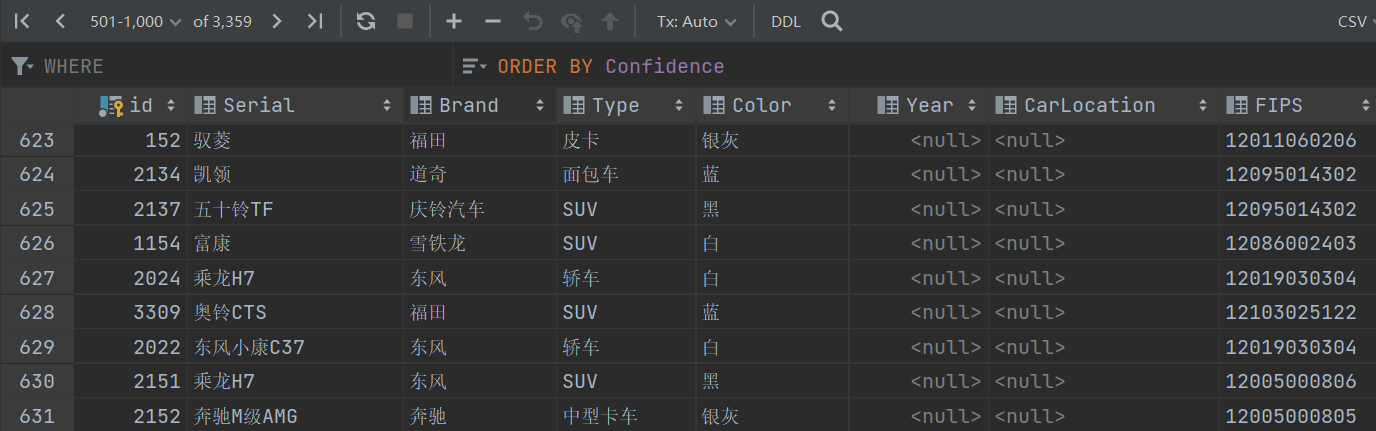 501-1,000 of 3,359 Tx: Auto DDL CSV
WHERE ORDER BY Confidence
id Serial Brand Type Color Year CarLocation FIPS
623 152 驭菱 福田 皮卡 银灰 <null> <null> 12011060206
624 2134 凯领 道奇 面包车 蓝 <null> <null> 12095014302
625 2137 五十铃TF 庆铃汽车 SUV 黑 <null> <null> 12095014302
626 1154 富康 雪铁龙 SUV 白 <null> <null> 12086002403
627 2024 乘龙H7 东风 轿车 白 <null> <null> 12019030304
628 3309 奥铃CTS 福田 SUV 蓝 <null> <null> 12103025122
629 2022 东风小康C37 东风 轿车 白 <null> <null> 12019030304
630 2151 乘龙H7 东风 SUV 黑 <null> <null> 12005000806
631 2152 奔驰M级AMG 奔驰 中型卡车 银灰 <null> <null> 12005000805